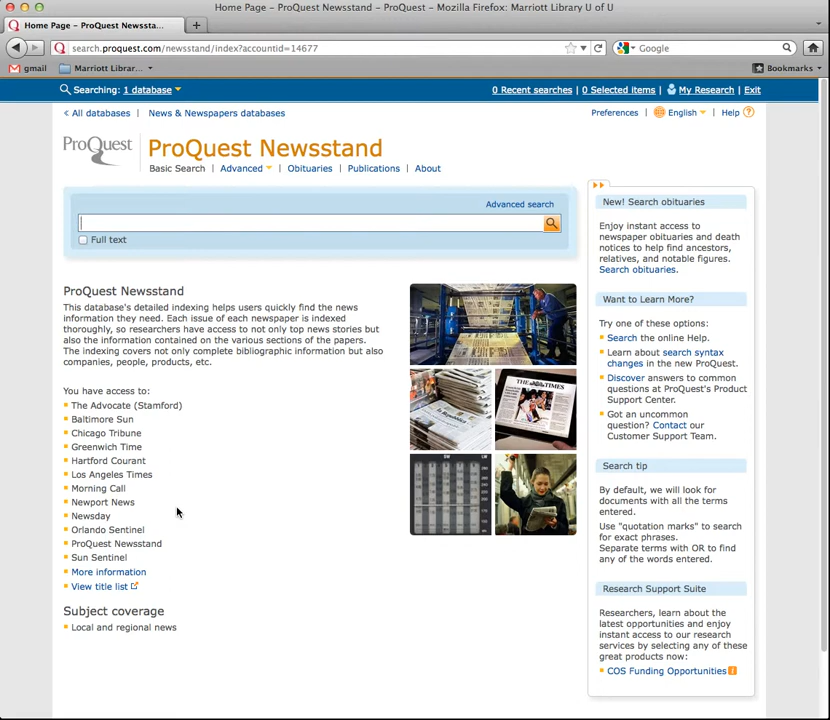 Home Page - ProQuest Newsstand - ProQuest - Mozilla Firefox: Marriott Library U of U
Home Page - ProQuest Newssta...
search.proquest.com/newsstand/index?accountid=14677
Google
gmail
Marriott Librar...
Bookmarks
Searching: 1 database
0 Recent searches | 0 Selected items | My Research | Exit
< All databases | News & Newspapers databases
Preferences | English | Help ?
ProQuest
ProQuest Newsstand
Basic Search | Advanced | Obituaries | Publications | About
Advanced search
Full text
ProQuest Newsstand
This database's detailed indexing helps users quickly find the news
information they need. Each issue of each newspaper is indexed
thoroughly, so researchers have access to not only top news stories but
also the information contained on the various sections of the papers.
The indexing covers not only complete bibliographic information but also
companies, people, products, etc.
You have access to:
The Advocate (Stamford)
Baltimore Sun
Chicago Tribune
Greenwich Time
Hartford Courant
Los Angeles Times
Morning Call
Newport News
Newsday
Orlando Sentinel
ProQuest Newsstand
Sun Sentinel
More information
View title list
Subject coverage
Local and regional news
THE TIMES
New! Search obituaries
Enjoy instant access to
newspaper obituaries and death
notices to help find ancestors,
relatives, and notable figures.
Search obituaries.
Want to Learn More?
Try one of these options:
Search the online Help.
Learn about search syntax
changes in the new ProQuest.
Discover answers to common
questions at ProQuest's Product
Support Center.
Got an uncommon
question? Contact our
Customer Support Team.
Search tip
By default, we will look for
documents with all the terms
entered.
Use "quotation marks" to search
for exact phrases.
Separate terms with OR to find
any of the words entered.
Research Support Suite
Researchers, learn about the
latest opportunities and enjoy
instant access to our research
services by selecting any of these
great products now:
COS Funding Opportunities i